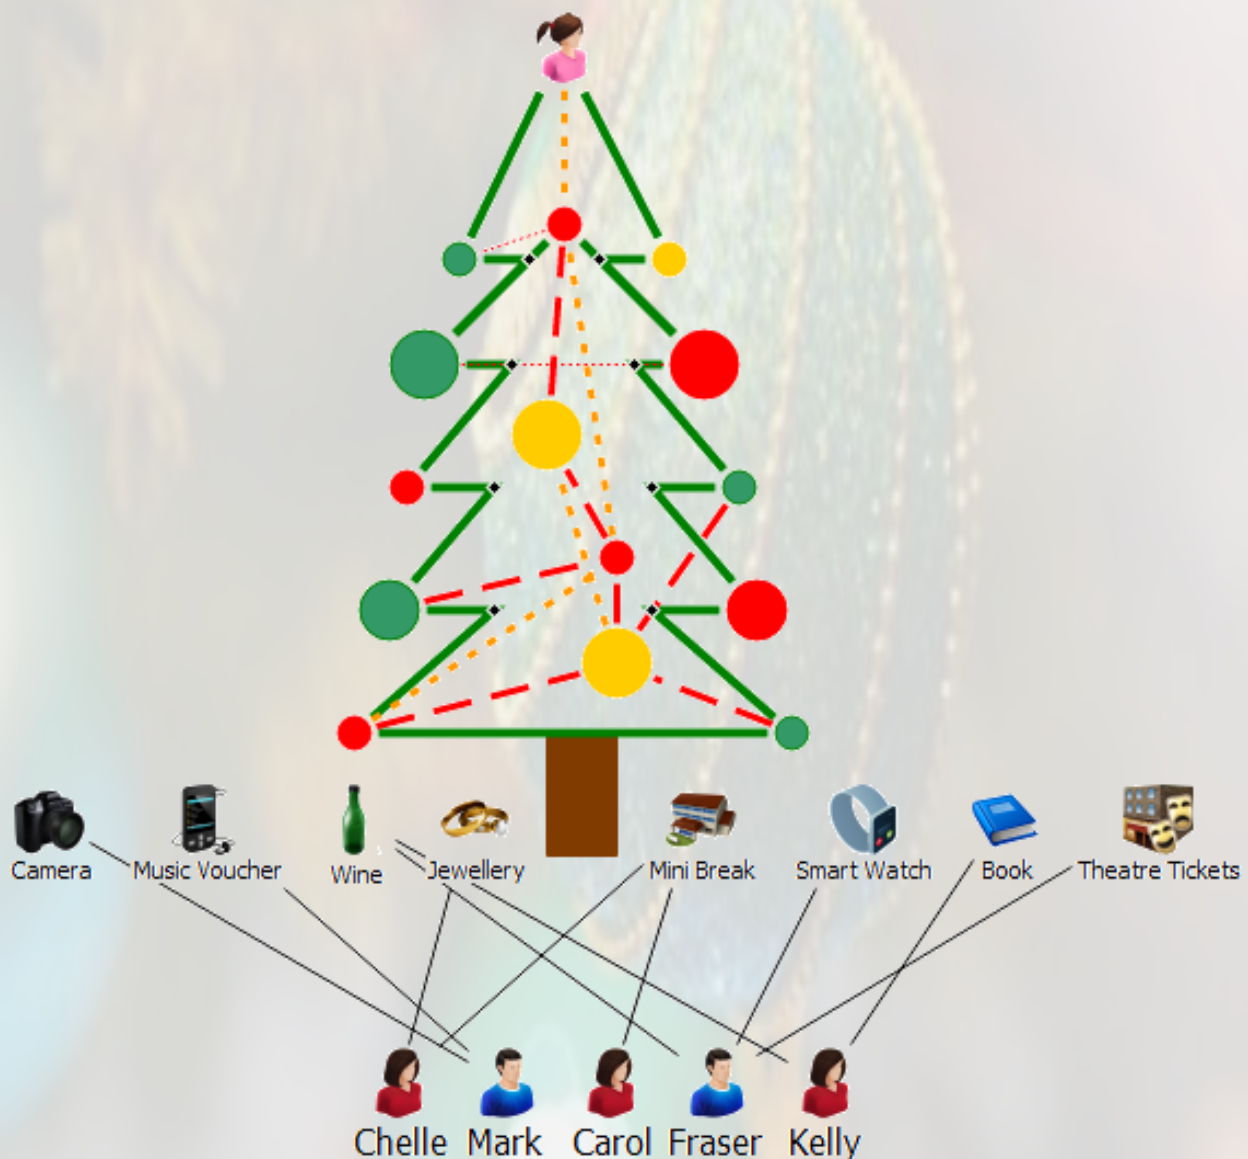 Camera
Music Voucher
Wine
Jewellery
Mini Break
Smart Watch
Book
Theatre Tickets
Chelle
Mark
Carol
Fraser
Kelly